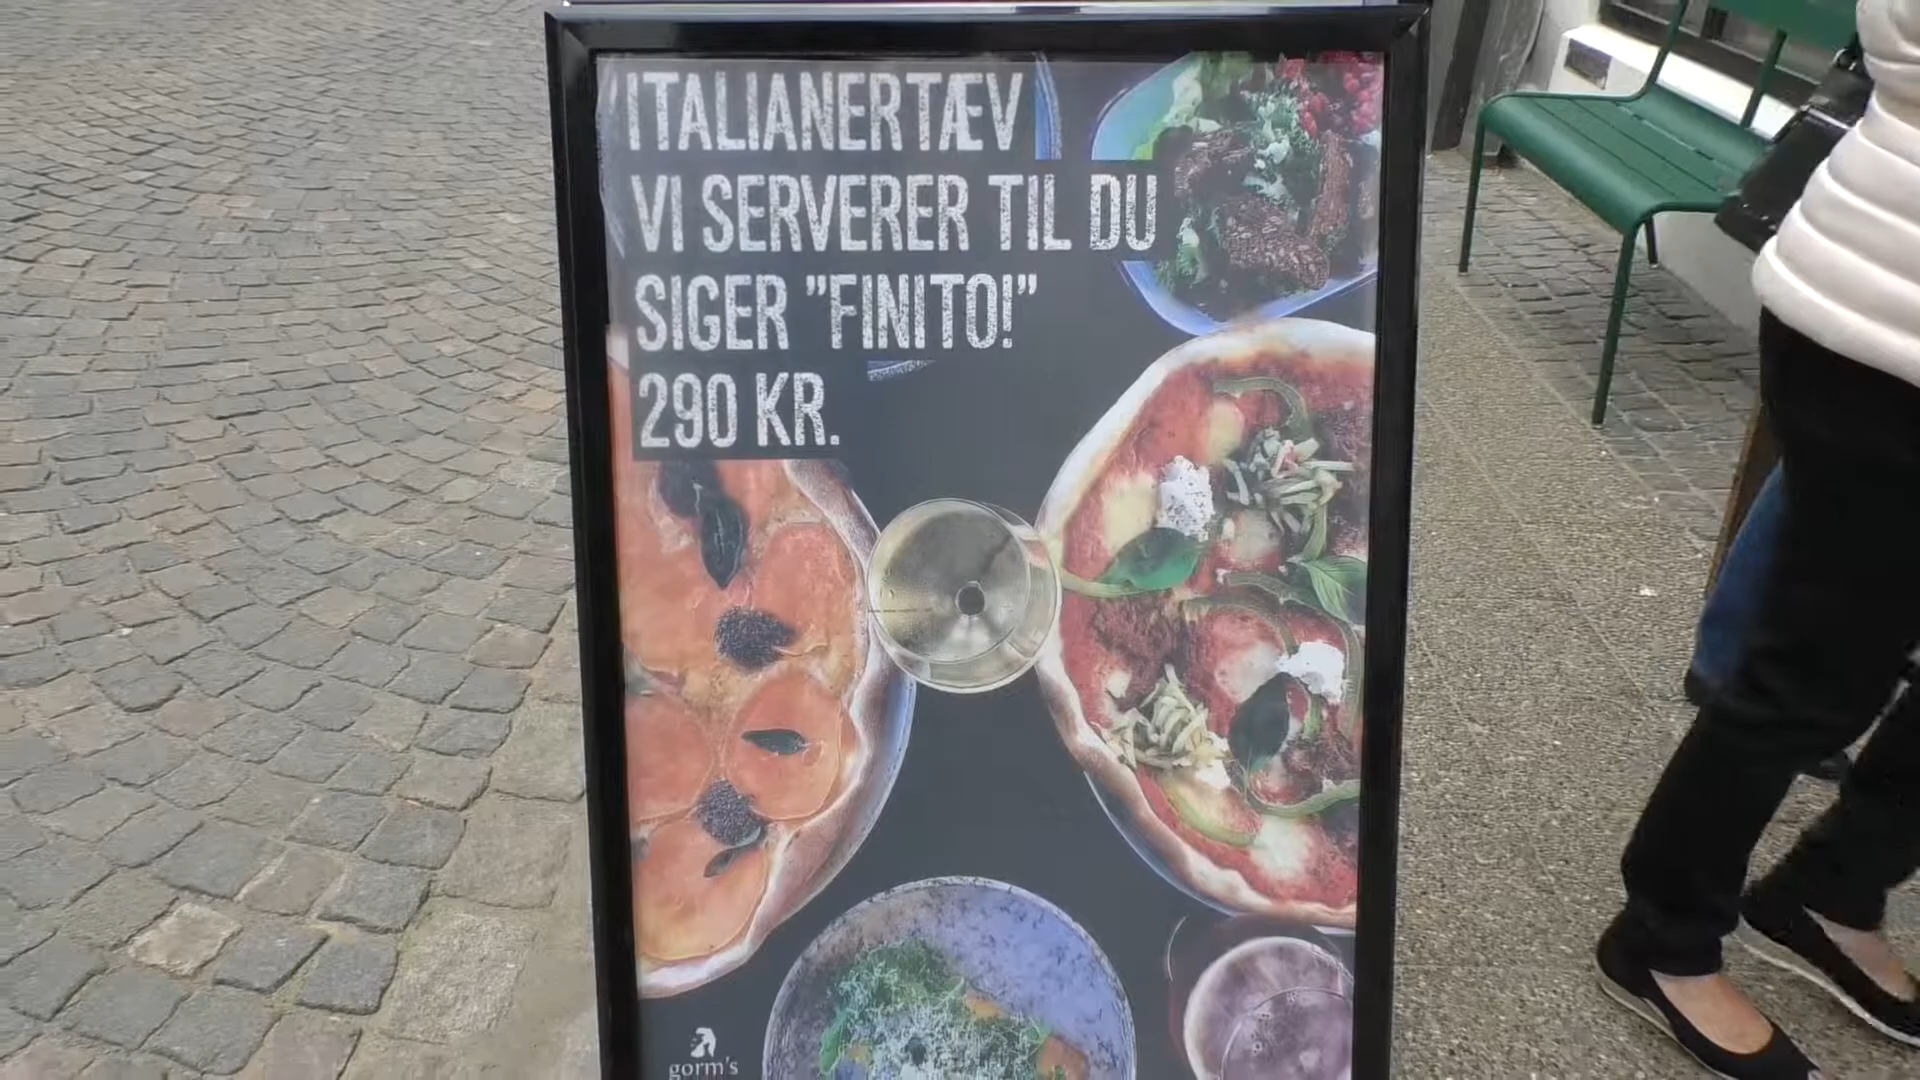 ITALIANERTÆV
VI SERVERER TIL DU
SIGER "FINITO!"
290 KR.
gorm's